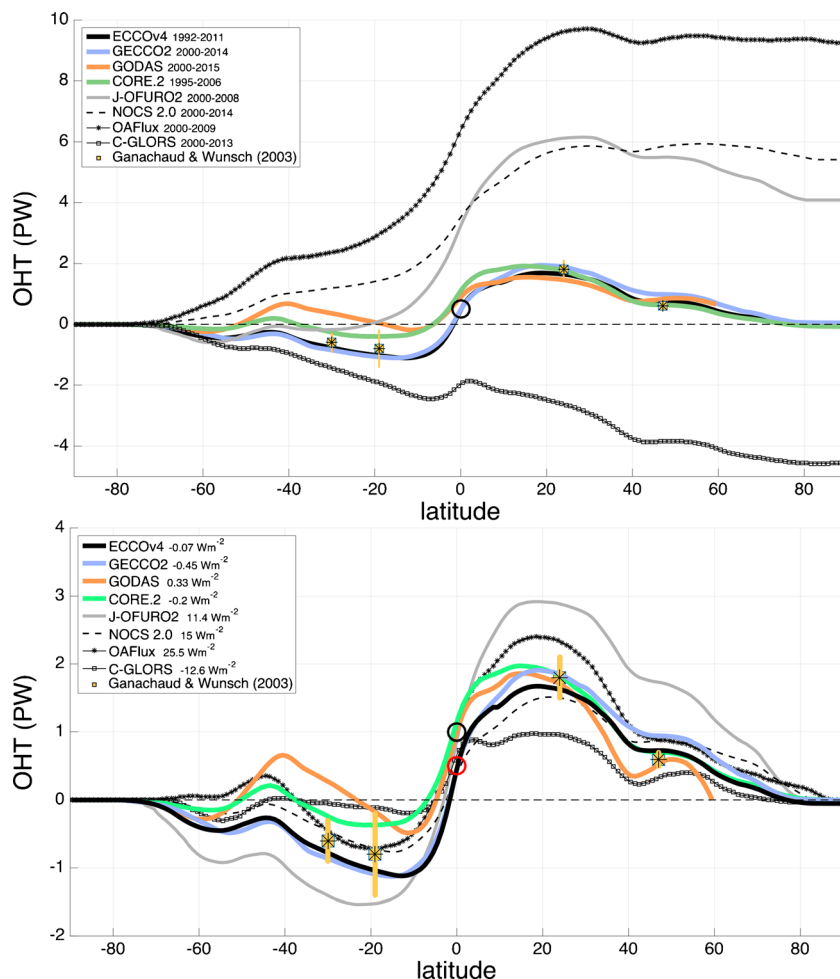 10
8
6
4
2
0
-2
-4
OHT (PW)
ECCOv4 1992-2011
GECCO2 2000-2014
GODAS 2000-2015
CORE.2 1995-2006
J-OFURO2 2000-2008
NOCS 2.0 2000-2014
OAFlux 2000-2009
C-GLORS 2000-2013
Ganachaud & Wunsch (2003)
-80 -60 -40 -20 0 20 40 60 80
latitude
4
3
2
1
0
-1
-2
OHT (PW)
ECCOv4 -0.07 Wm⁻²
GECCO2 -0.45 Wm⁻²
GODAS 0.33 Wm⁻²
CORE.2 -0.2 Wm⁻²
J-OFURO2 11.4 Wm⁻²
NOCS 2.0 15 Wm⁻²
OAFlux 25.5 Wm⁻²
C-GLORS -12.6 Wm⁻²
Ganachaud & Wunsch (2003)
-80 -60 -40 -20 0 20 40 60 80
latitude